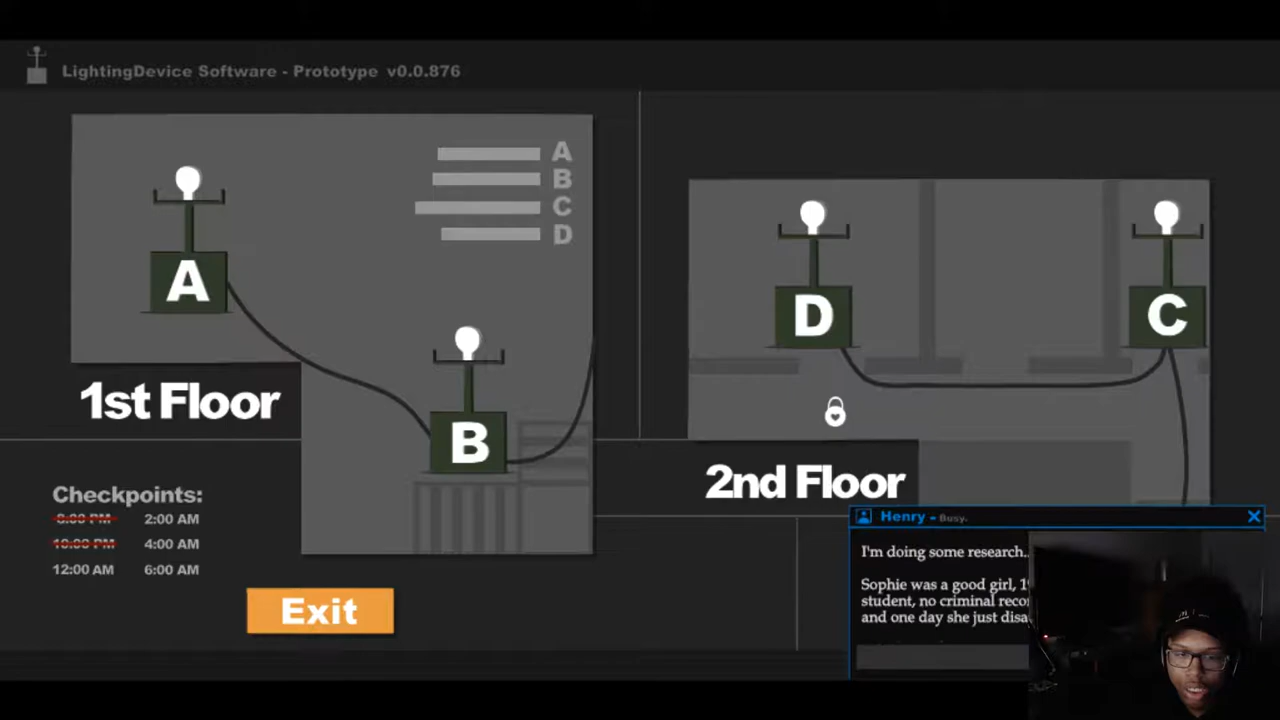 LightingDevice Software - Prototype v0.0.876
A
B
C
D
A
B
1st Floor
D
C
2nd Floor
Checkpoints:
8:00 PM 2:00 AM
10:00 PM 4:00 AM
12:00 AM 6:00 AM
Exit
Henry - Busy.
I'm doing some research..
Sophie was a good girl,
student, no criminal
and one day she just